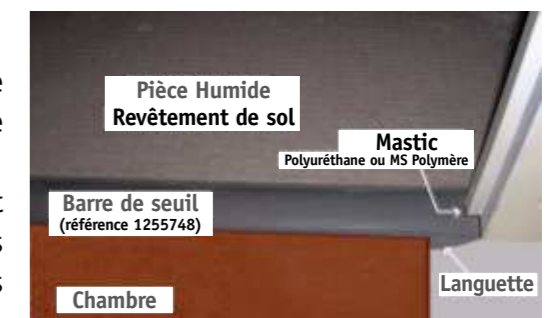 Pièce Humide
Revêtement de sol
Mastic
Polyuréthane ou MS Polymère
Barre de seuil
(référence 1255748)
Languette
Chambre